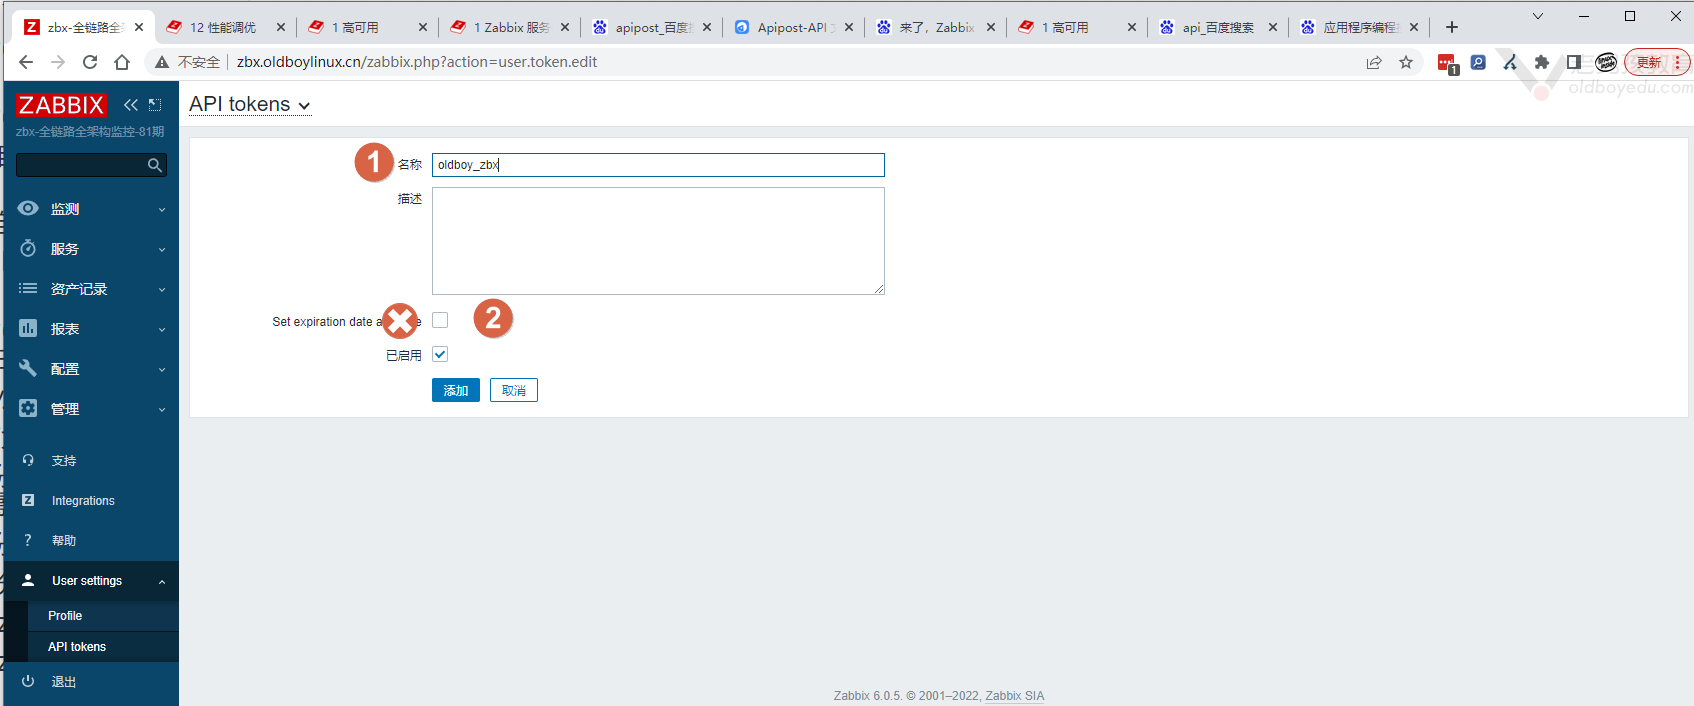 zbx-全链路全
12 性能调优
1 高可用
1 Zabbix 服务
apipost_百度
Apipost-API
来了，Zabbix
1 高可用
api_百度搜索
应用程序编程
不安全
zbx.oldboylinux.cn/zabbix.php?action=user.token.edit
1
更新
oldboyedu.com
ZABBIX
zbx-全链路全架构监控-81期
API tokens
1
名称
oldboy_zbx
描述
监测
服务
资产记录
报表
配置
管理
Set expiration date a
2
已启用
添加
取消
支持
Integrations
帮助
User settings
Profile
API tokens
退出
Zabbix 6.0.5. © 2001–2022, Zabbix SIA